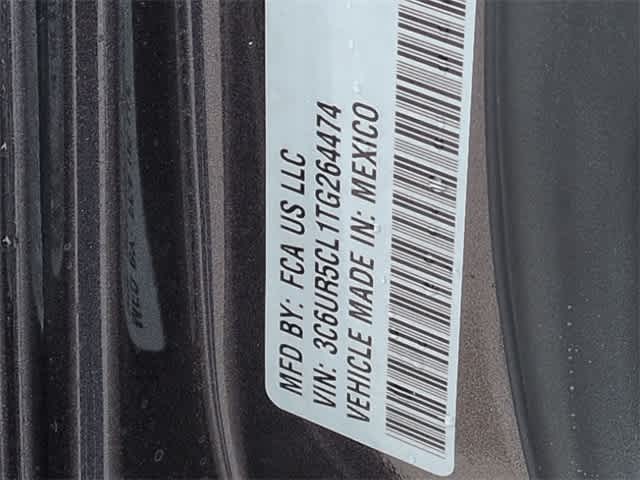 MFD BY: FCA US LLC
VIN: 3C6UR5CL1TG264474
VEHICLE MADE IN: MEXICO